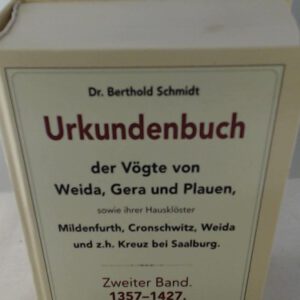 Dr. Berthold Schmidt
Urkundenbuch
der Vögte von
Weida, Gera und Plauen,
sowie ihrer Hausklöster
Mildenfurth, Cronschwitz, Weida
und z.h. Kreuz bei Saalburg.
Zweiter Band.
1357–1427.